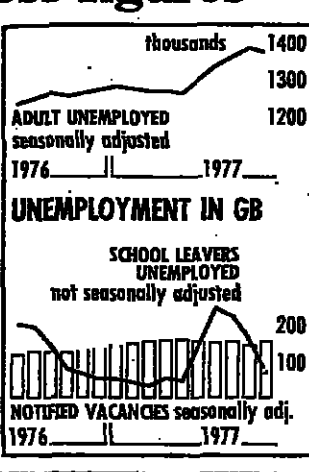 thousands 1400
1300
1200
ADULT UNEMPLOYED
seasonally adjusted
1976 1977
UNEMPLOYMENT IN GB
SCHOOL LEAVERS
UNEMPLOYED
not seasonally adjusted
200
100
NOTIFIED VACANCIES seasonally adj.
1976 1977